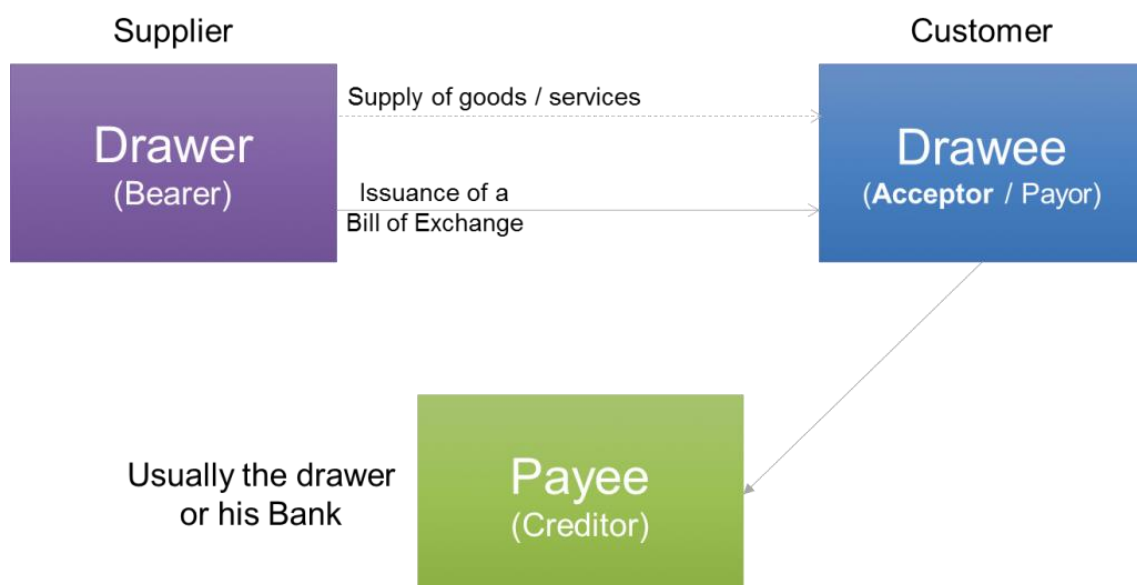 Supplier
Customer
Drawer
(Bearer)
Supply of goods / services
Issuance of a
Bill of Exchange
Drawee
(Acceptor / Payor)
Usually the drawer
or his Bank
Payee
(Creditor)